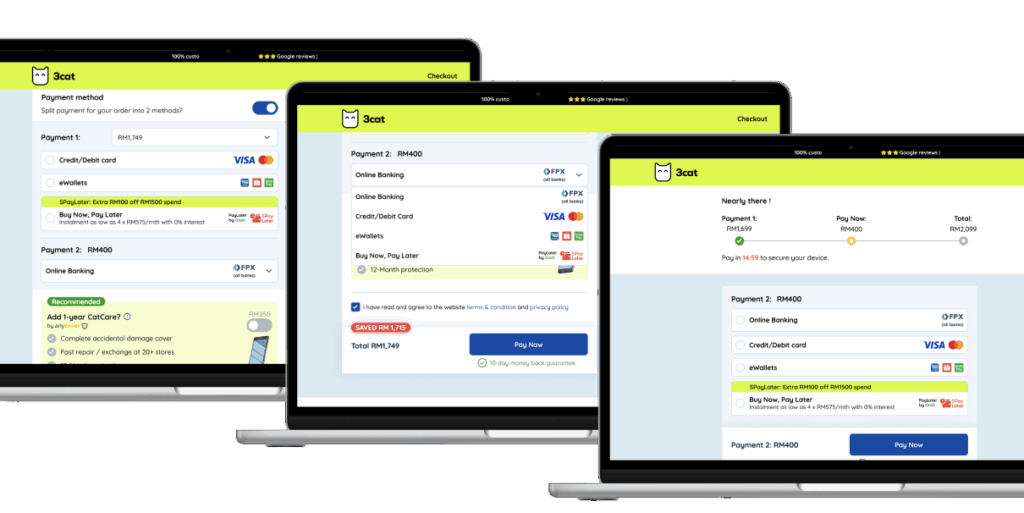 100% custo
Google reviews)
3cat
Checkout
Payment method
Split payment for your order into 2 methods?
Payment 1:
RM1,749
Credit/Debit card
VISA
eWallets
SPayLater: Extra RM100 off RM1500 spend
Buy Now, Pay Later
Instalment as low as 4 x RM575/mth with 0% interest
PayLater
by Grab
SPay
Later
Payment 2: RM400
Online Banking
FPX
(all banks)
Recommended
Add 1-year CatCare?
RM250
Complete accidental damage cover
Fast repair / exchange at 20+ stores
100% custo
Google reviews)
3cat
Checkout
Payment 2: RM400
Online Banking
FPX
(all banks)
Online Banking
FPX
(all banks)
Credit/Debit Card
VISA
eWallets
Buy Now, Pay Later
PayLater
by Grab
SPay
Later
12-Month protection
I have read and agree to the website terms & condition and privacy policy
SAVED RM 1,715
Total RM1,749
Pay Now
10-day money back guarantee
100% custo
Google reviews)
3cat
Nearly there !
Payment 1:
Pay Now:
Total:
RM1,699
RM400
RM2,099
Pay in 14:59 to secure your device.
Payment 2: RM400
Online Banking
FPX
(all banks)
Credit/Debit card
VISA
eWallets
SPayLater: Extra RM100 off RM1500 spend
Buy Now, Pay Later
Instalment as low as 4 x RM575/mth with 0% interest
PayLater
by Grab
SPay
Later
Payment 2: RM400
Pay Now